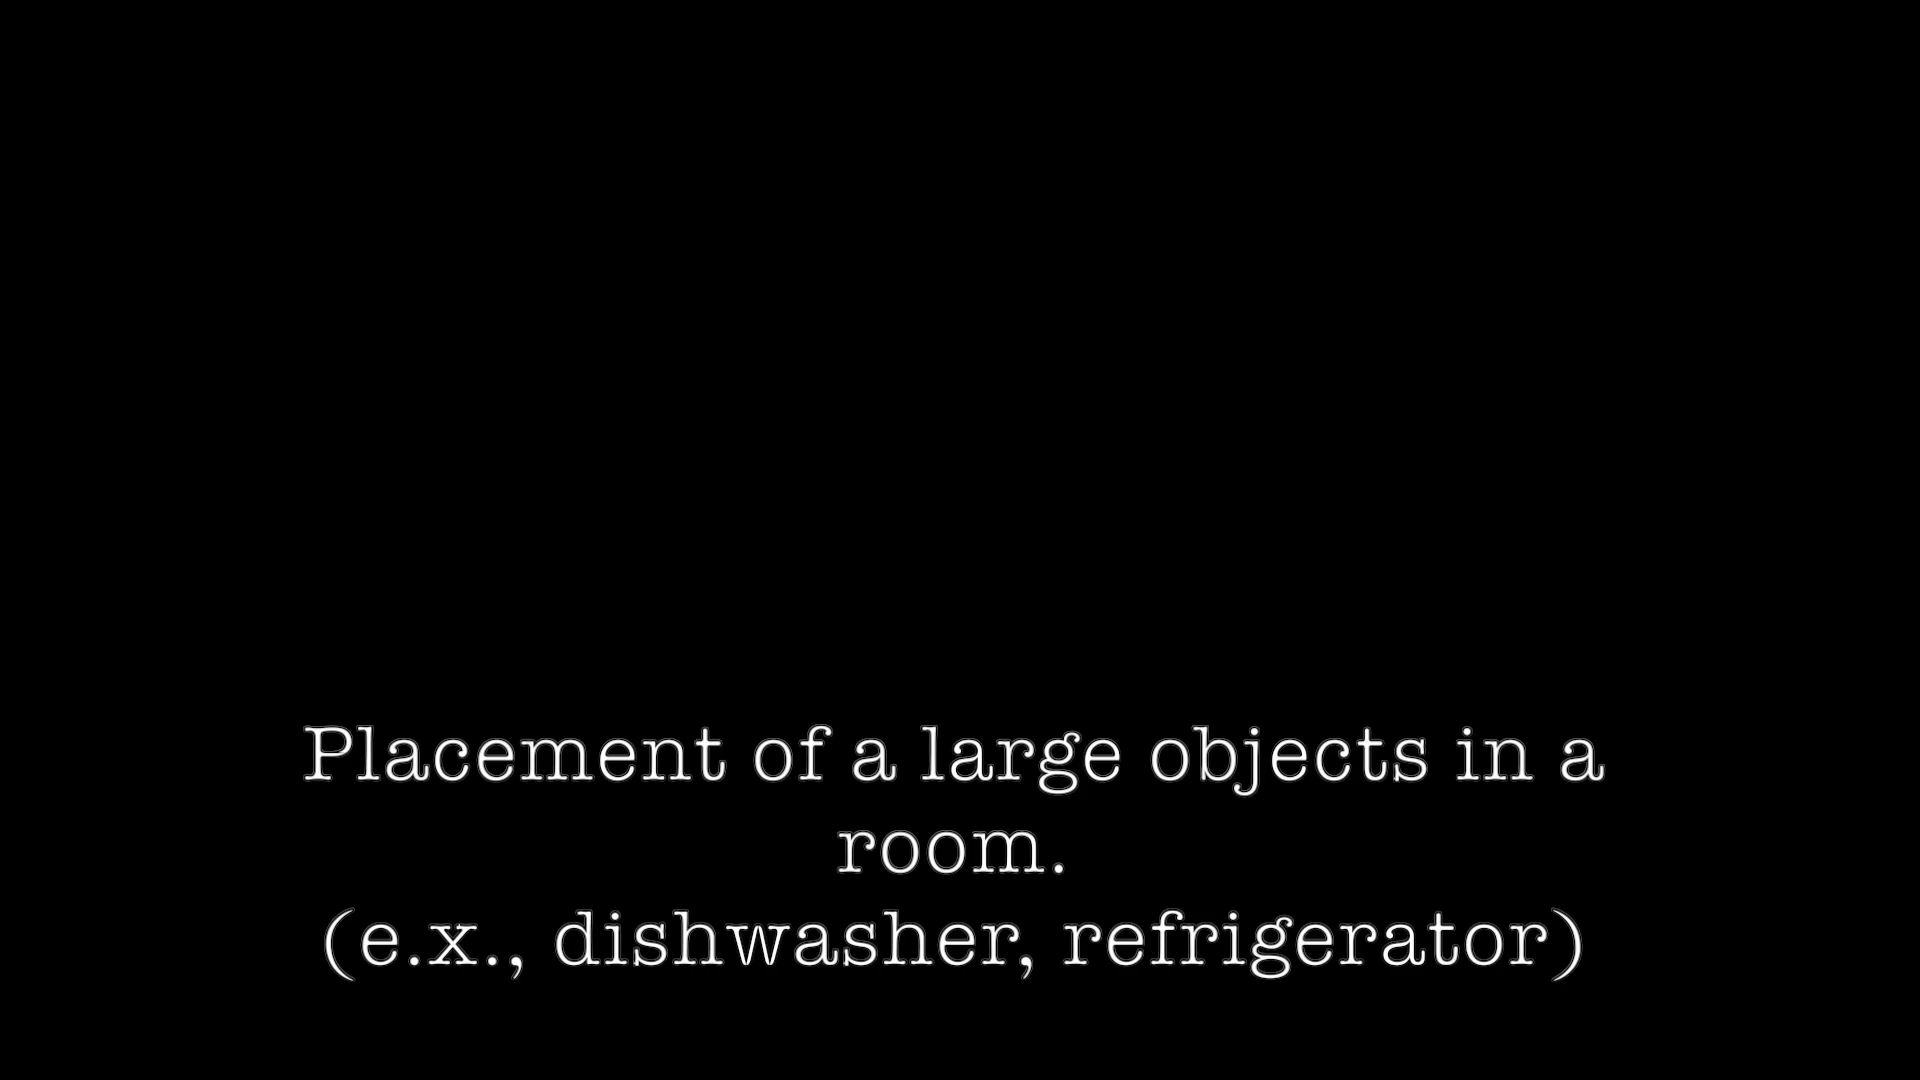 Placement of a large objects in a
room.
(e.x., dishwasher, refrigerator)